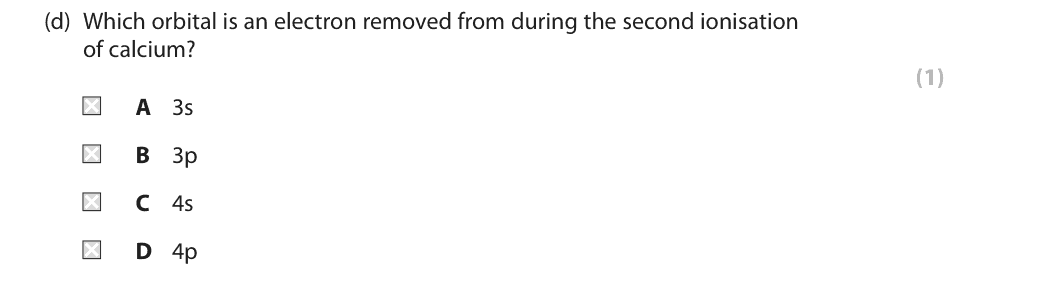 (d) Which orbital is an electron removed from during the second ionisation
of calcium?
(1)
A 3s
B 3p
C 4s
D 4p